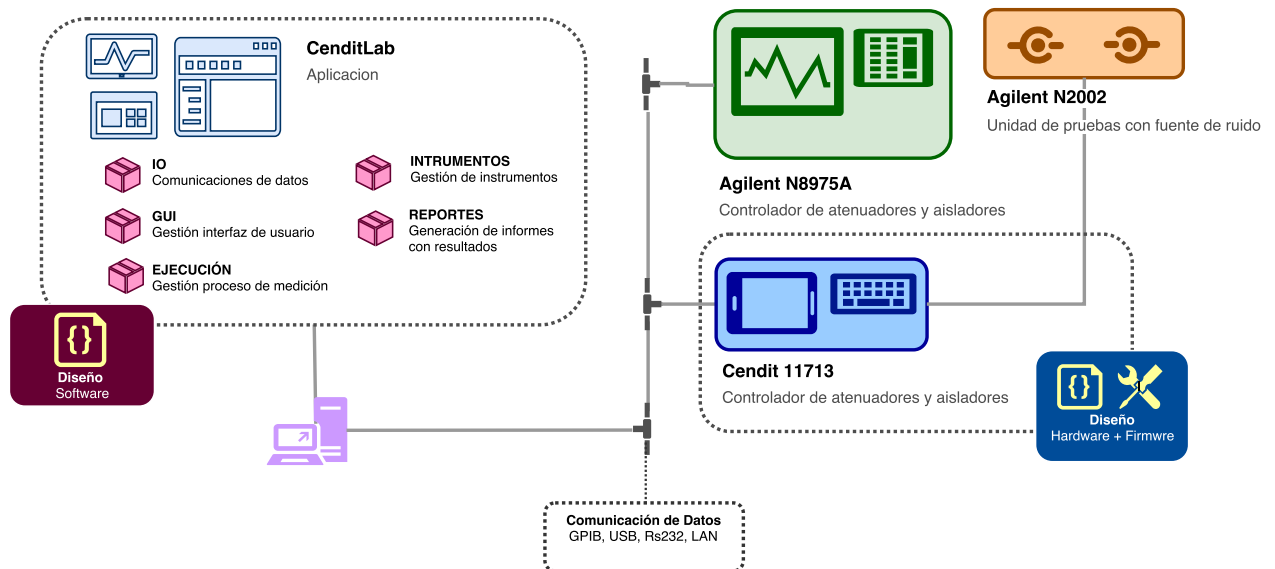 CenditLab
Aplicacion
IO
Comunicaciones de datos
GUI
Gestión interfaz de usuario
EJECUCIÓN
Gestión proceso de medición
INTRUMENTOS
Gestión de instrumentos
REPORTES
Generación de informes
con resultados
{}
Diseño
Software
Agilent N8975A
Controlador de atenuadores y aisladores
Agilent N2002
Unidad de pruebas con fuente de ruido
Cendit 11713
Controlador de atenuadores y aisladores
{}
Diseño
Hardware + Firmwre
Comunicación de Datos
GPIB, USB, Rs232, LAN